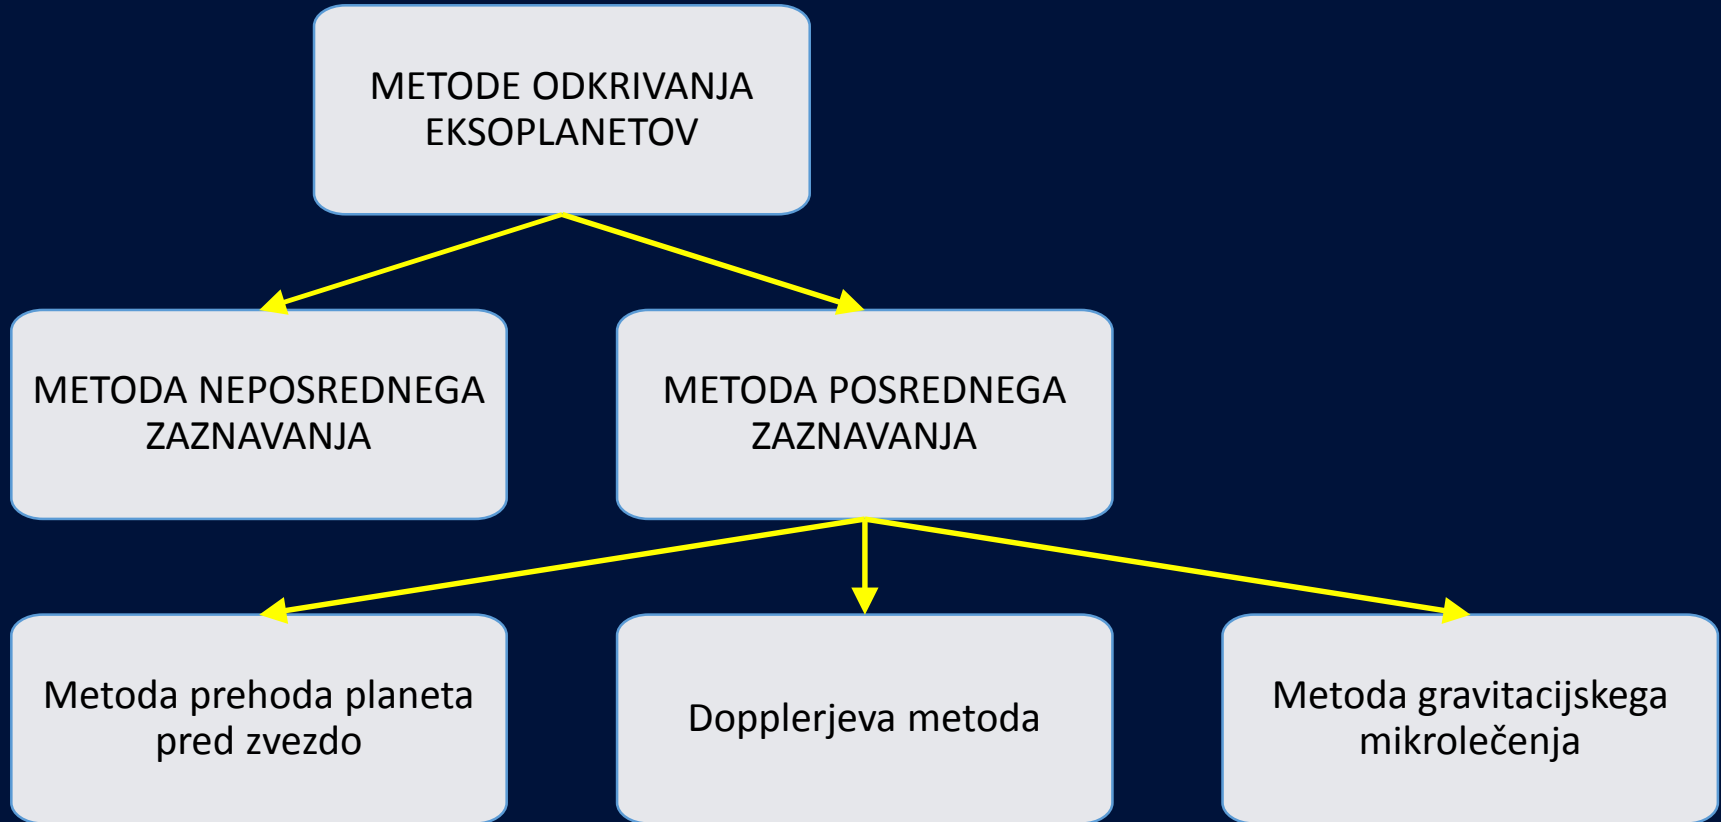 METODE ODKRIVANJA
EKSOPLANETOV
METODA NEPOSREDNEGA
ZAZNAVANJA
METODA POSREDNEGA
ZAZNAVANJA
Metoda prehoda planeta
pred zvezdo
Dopplerjeva metoda
Metoda gravitacijskega
mikrolečenja